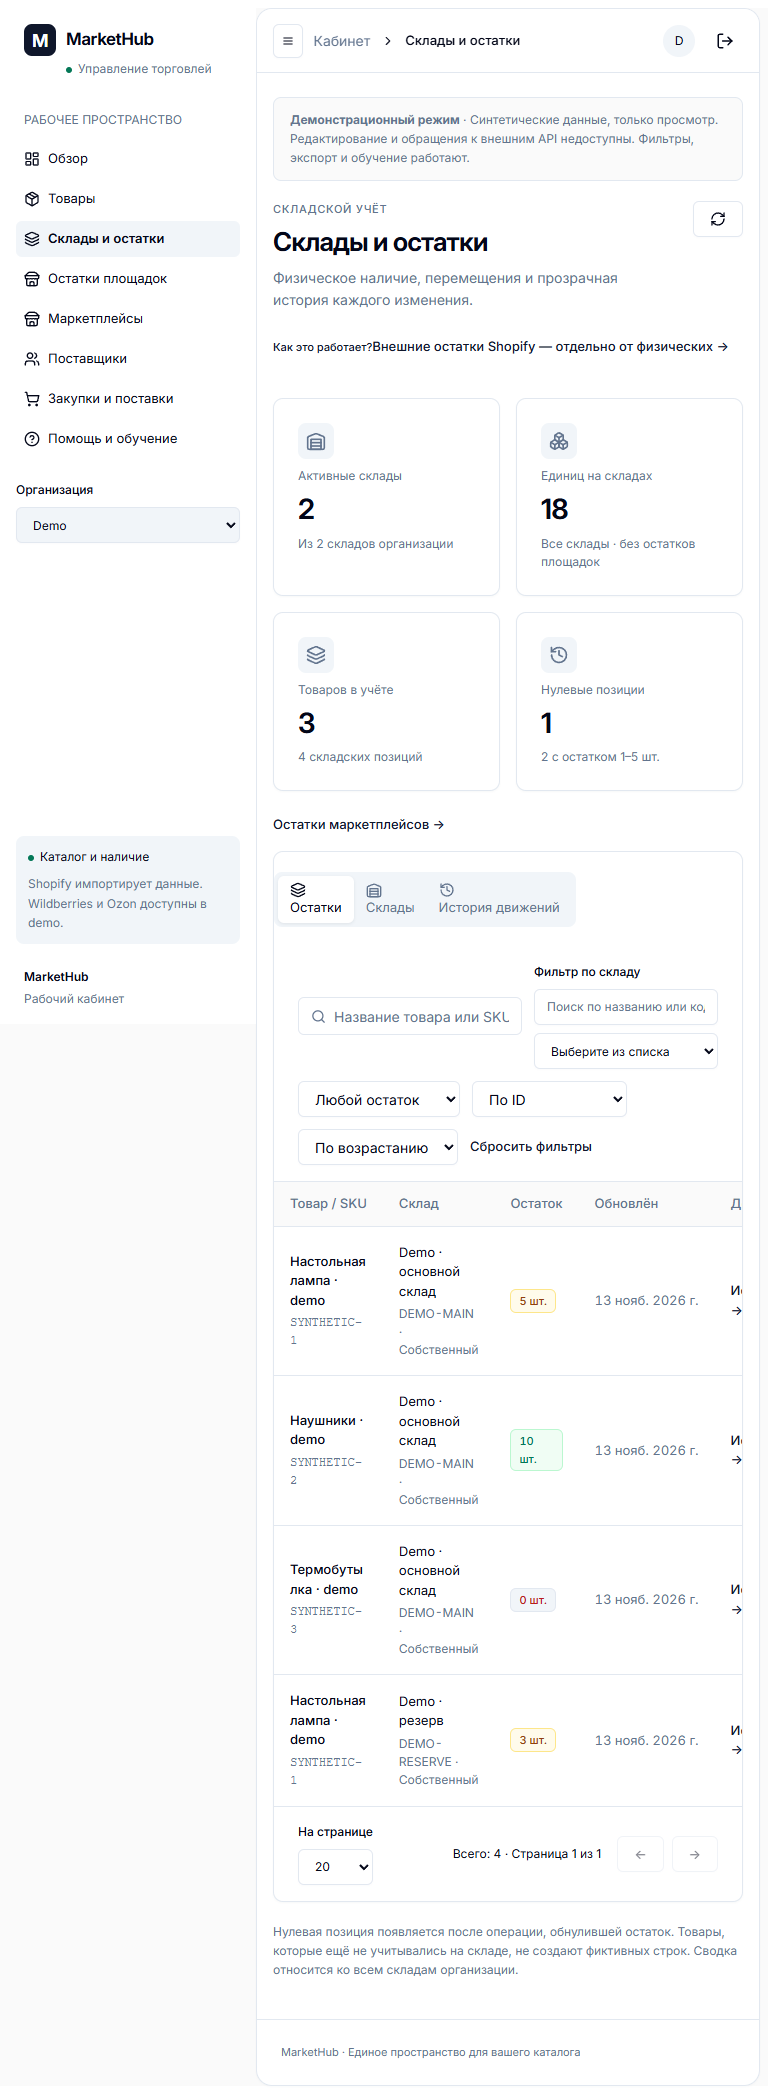 M MarketHub
Управление торговлей
РАБОЧЕЕ ПРОСТРАНСТВО
Обзор
Товары
Склады и остатки
Остатки площадок
Маркетплейсы
Поставщики
Закупки и поставки
Помощь и обучение
Организация
Demo
Каталог и наличие
Shopify импортирует данные.
Wildberries и Ozon доступны в
demo.
MarketHub
Рабочий кабинет
Кабинет > Склады и остатки
D
Демонстрационный режим · Синтетические данные, только просмотр.
Редактирование и обращения к внешним API недоступны. Фильтры,
экспорт и обучение работают.
СКЛАДСКОЙ УЧЁТ
Склады и остатки
Физическое наличие, перемещения и прозрачная
история каждого изменения.
Как это работает?Внешние остатки Shopify — отдельно от физических →
Активные склады
2
Из 2 складов организации
Единиц на складах
18
Все склады · без остатков
площадок
Товаров в учёте
3
4 складских позиций
Нулевые позиции
1
2 с остатком 1–5 шт.
Остатки маркетплейсов →
Остатки
Склады
История движений
Название товара или SKU
Фильтр по складу
Поиск по названию или ко
Выберите из списка
Любой остаток
По ID
По возрастанию
Сбросить фильтры
Товар / SKU Склад Остаток Обновлён Д
Настольная
лампа ·
demo
SYNTHETIC-
1
Demo ·
основной
склад
DEMO-MAIN
·
Собственный
5 шт.
13 нояб. 2026 г.
Ис
→
Наушники ·
demo
SYNTHETIC-
2
Demo ·
основной
склад
DEMO-MAIN
·
Собственный
10
шт.
13 нояб. 2026 г.
Ис
→
Термобуты
лка · demo
SYNTHETIC-
3
Demo ·
основной
склад
DEMO-MAIN
·
Собственный
0 шт.
13 нояб. 2026 г.
Ис
→
Настольная
лампа ·
demo
SYNTHETIC-
1
Demo ·
резерв
DEMO-
RESERVE ·
Собственный
3 шт.
13 нояб. 2026 г.
Ис
→
На странице
20
Всего: 4 · Страница 1 из 1
← →
Нулевая позиция появляется после операции, обнулившей остаток. Товары,
которые ещё не учитывались на складе, не создают фиктивных строк. Сводка
относится ко всем складам организации.
MarketHub · Единое пространство для вашего каталога